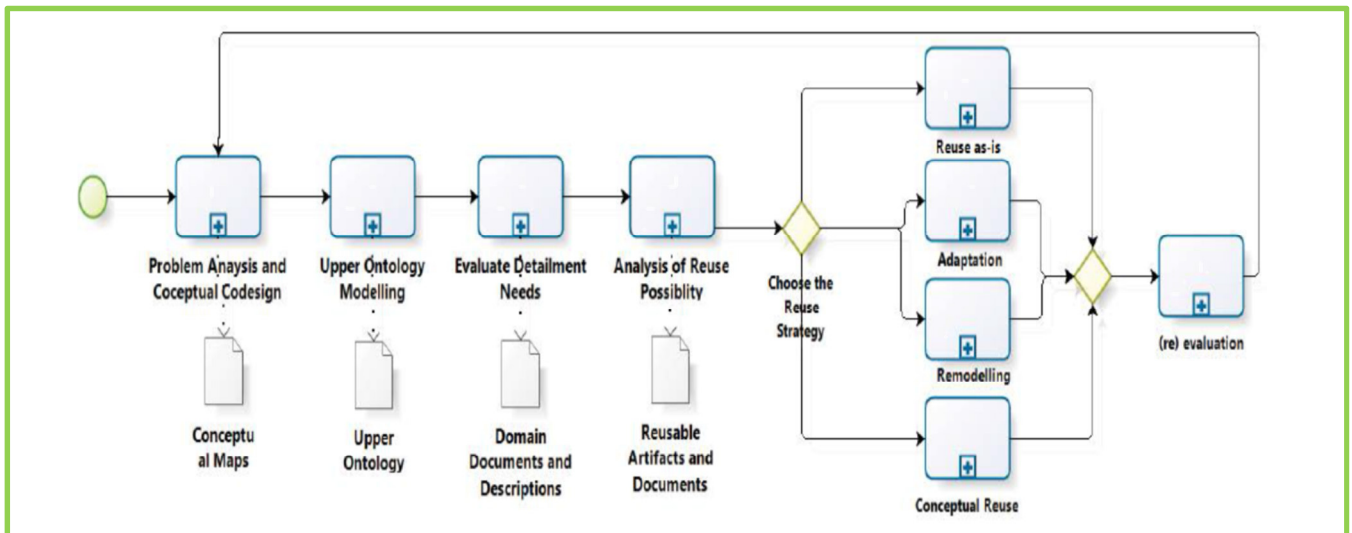 Reuse as-is
Problem Anaysis and
Coceptual Codesign
Upper Ontology
Modelling
Evaluate Detailment
Needs
Analysis of Reuse
Possiblity
Choose the
Reuse
Strategy
Adaptation
Remodelling
(re) evaluation
Conceptu
al Maps
Upper
Ontology
Domain
Documents and
Descriptions
Reusable
Artifacts and
Documents
Conceptual Reuse